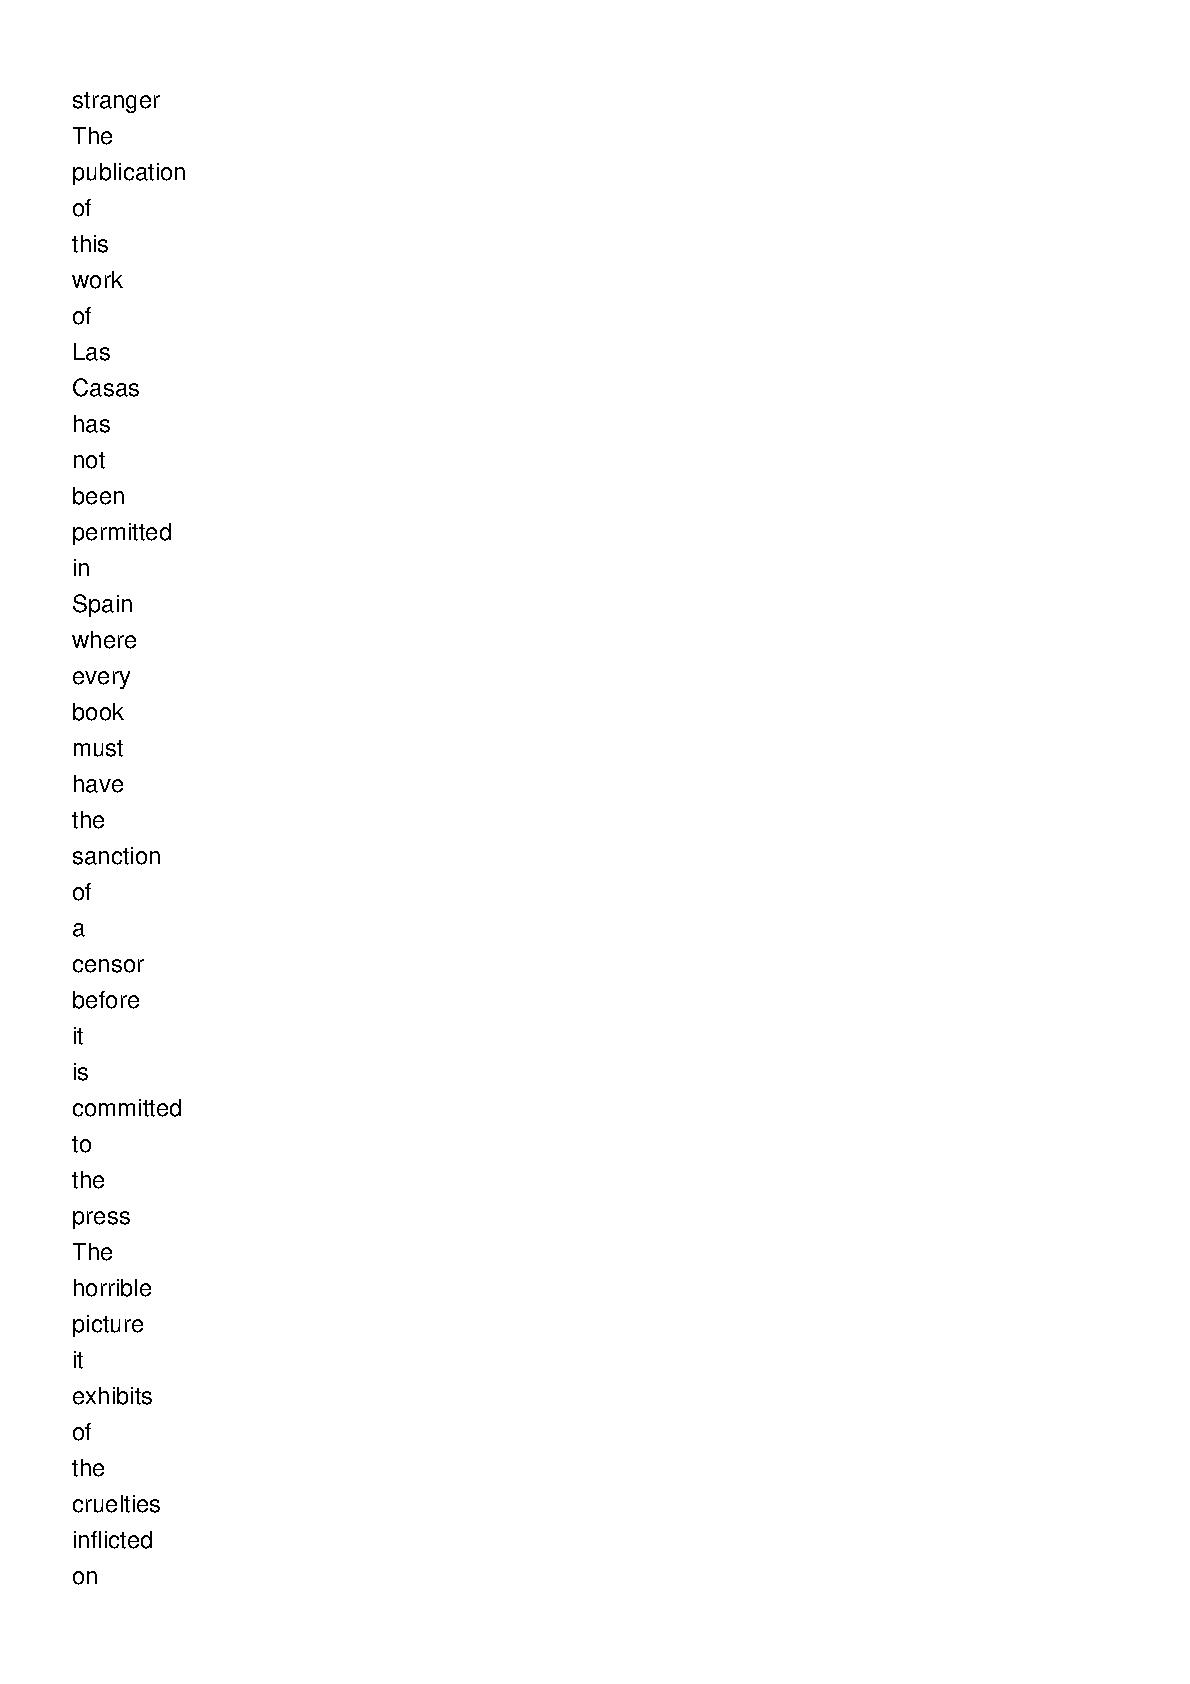 stranger
The
publication
of
this
work
of
Las
Casas
has
not
been
permitted
in
Spain
where
every
book
must
have
the
sanction
of
a
censor
before
it
is
committed
to
the
press
The
horrible
picture
it
exhibits
of
the
cruelties
inflicted
on